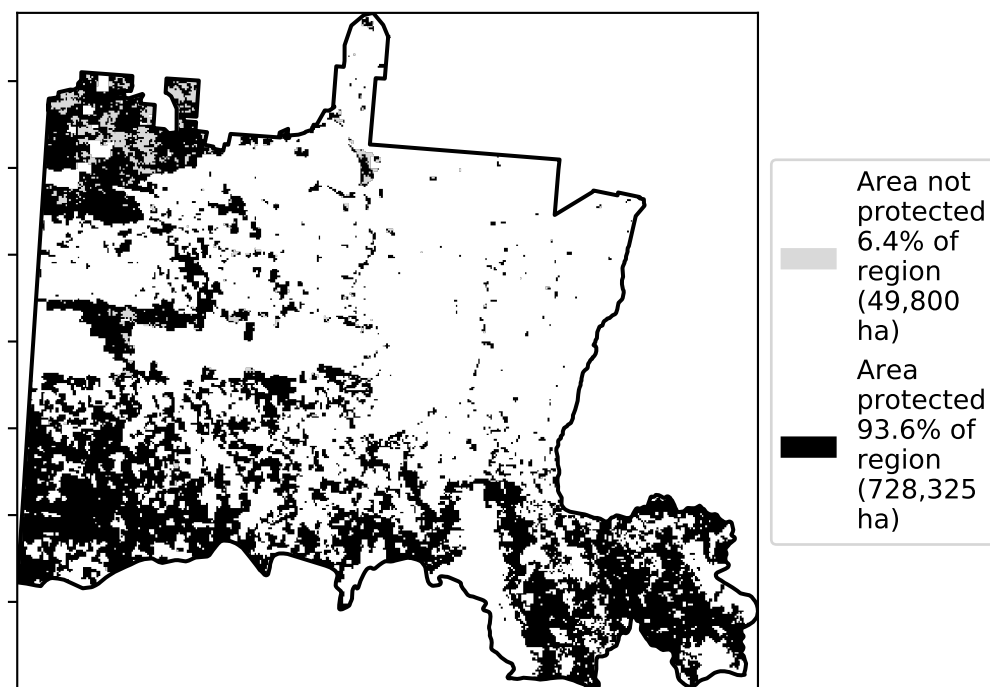 Area not
protected
6.4% of
region
(49,800
ha)
Area
protected
93.6% of
region
(728,325
ha)